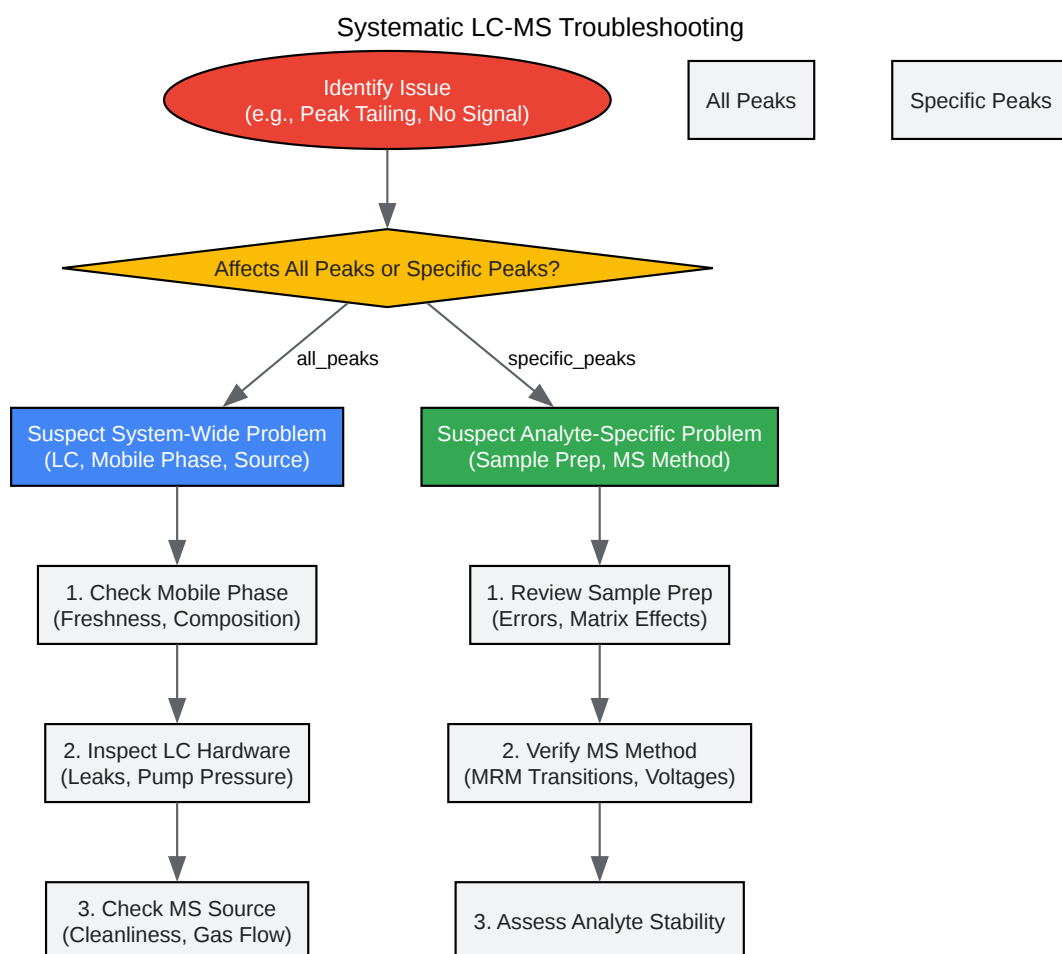 Systematic LC-MS Troubleshooting
Identify Issue
(e.g., Peak Tailing, No Signal)
All Peaks
Specific Peaks
Affects All Peaks or Specific Peaks?
all_peaks
specific_peaks
Suspect System-Wide Problem
(LC, Mobile Phase, Source)
Suspect Analyte-Specific Problem
(Sample Prep, MS Method)
1. Check Mobile Phase
(Freshness, Composition)
1. Review Sample Prep
(Errors, Matrix Effects)
2. Inspect LC Hardware
(Leaks, Pump Pressure)
2. Verify MS Method
(MRM Transitions, Voltages)
3. Check MS Source
(Cleanliness, Gas Flow)
3. Assess Analyte Stability